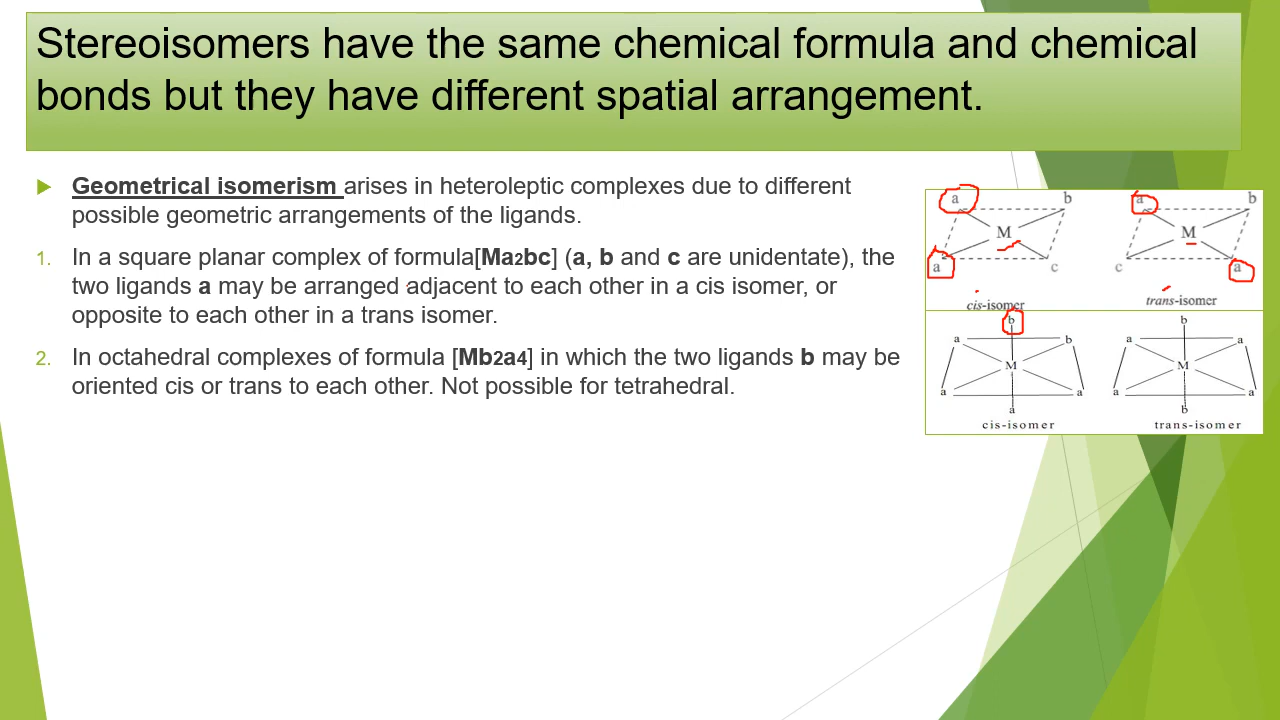 Stereoisomers have the same chemical formula and chemical
bonds but they have different spatial arrangement.
Geometrical isomerism arises in heteroleptic complexes due to different
possible geometric arrangements of the ligands.
1. In a square planar complex of formula[Ma2bc] (a, b and c are unidentate), the
two ligands a may be arranged adjacent to each other in a cis isomer, or
opposite to each other in a trans isomer.
2. In octahedral complexes of formula [Mb2a4] in which the two ligands b may be
oriented cis or trans to each other. Not possible for tetrahedral.
a b a b
M M
a c c a
cis-isomer trans-isomer
b b
a b a a
M M
a a a a
a b
cis-isomer trans-isomer